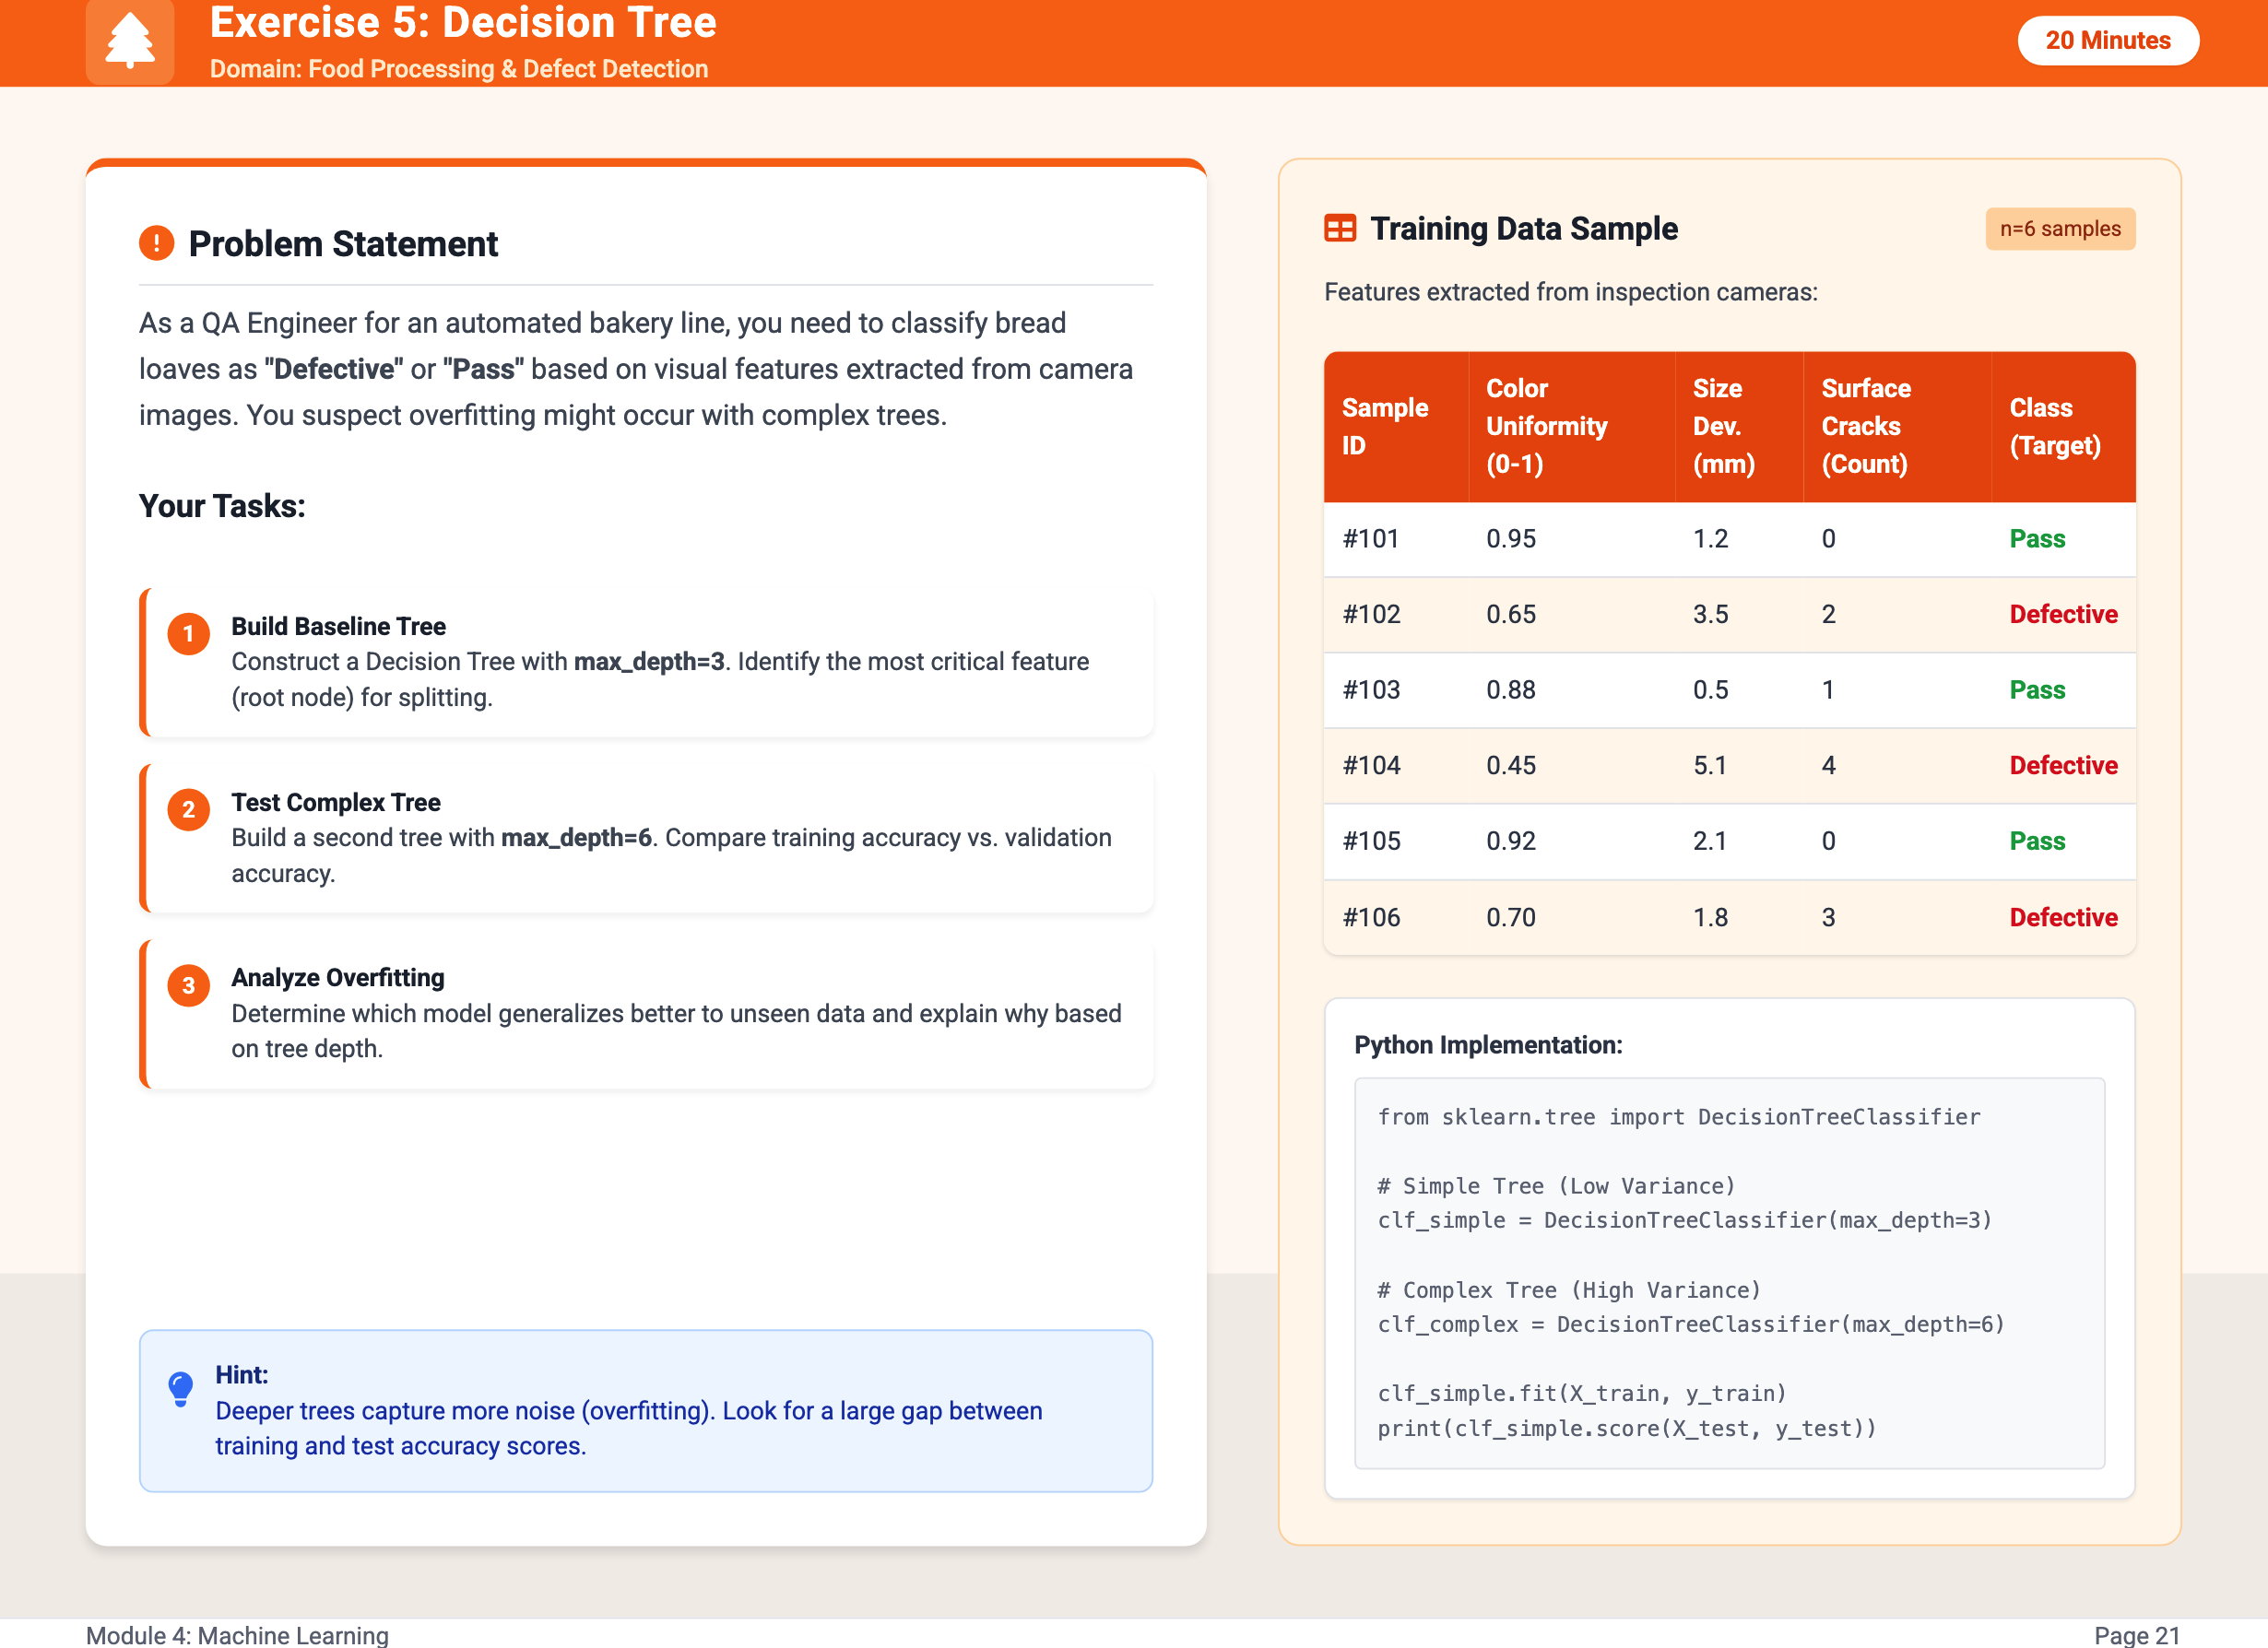 Exercise 5: Decision Tree
Domain: Food Processing & Defect Detection
20 Minutes
Problem Statement
As a QA Engineer for an automated bakery line, you need to classify bread
loaves as "Defective" or "Pass" based on visual features extracted from camera
images. You suspect overfitting might occur with complex trees.
Your Tasks:
1
Build Baseline Tree
Construct a Decision Tree with max_depth=3. Identify the most critical feature
(root node) for splitting.
2
Test Complex Tree
Build a second tree with max_depth=6. Compare training accuracy vs. validation
accuracy.
3
Analyze Overfitting
Determine which model generalizes better to unseen data and explain why based
on tree depth.
Hint:
Deeper trees capture more noise (overfitting). Look for a large gap between
training and test accuracy scores.
Training Data Sample
n=6 samples
Features extracted from inspection cameras:
Sample ID | Color Uniformity (0-1) | Size Dev. (mm) | Surface Cracks (Count) | Class (Target)
#101 0.95 1.2 0 Pass
#102 0.65 3.5 2 Defective
#103 0.88 0.5 1 Pass
#104 0.45 5.1 4 Defective
#105 0.92 2.1 0 Pass
#106 0.70 1.8 3 Defective
Python Implementation:
from sklearn.tree import DecisionTreeClassifier
# Simple Tree (Low Variance)
clf_simple = DecisionTreeClassifier(max_depth=3)
# Complex Tree (High Variance)
clf_complex = DecisionTreeClassifier(max_depth=6)
clf_simple.fit(X_train, y_train)
print(clf_simple.score(X_test, y_test))
Module 4: Machine Learning
Page 21